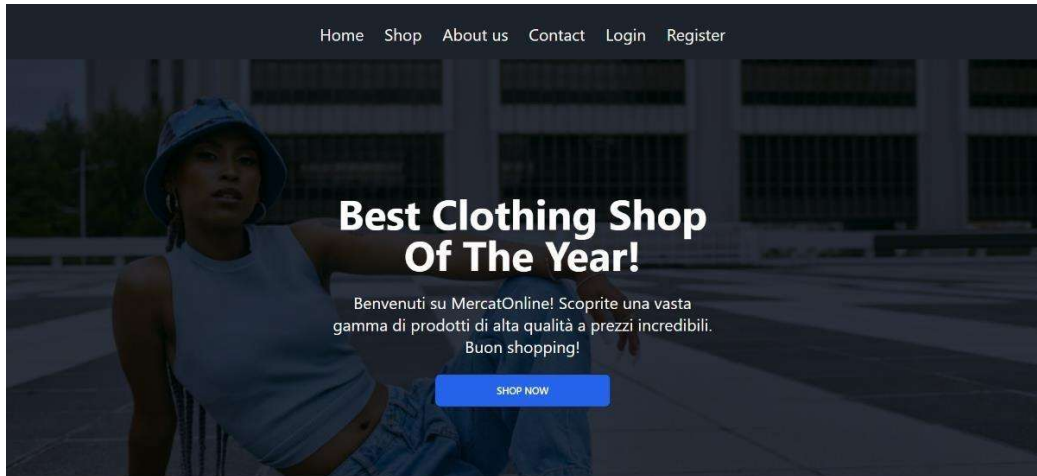 Home Shop About us Contact Login Register
Best Clothing Shop
Of The Year!
Benvenuti su MercatOnline! Scoprite una vasta
gamma di prodotti di alta qualità a prezzi incredibili.
Buon shopping!
SHOP NOW